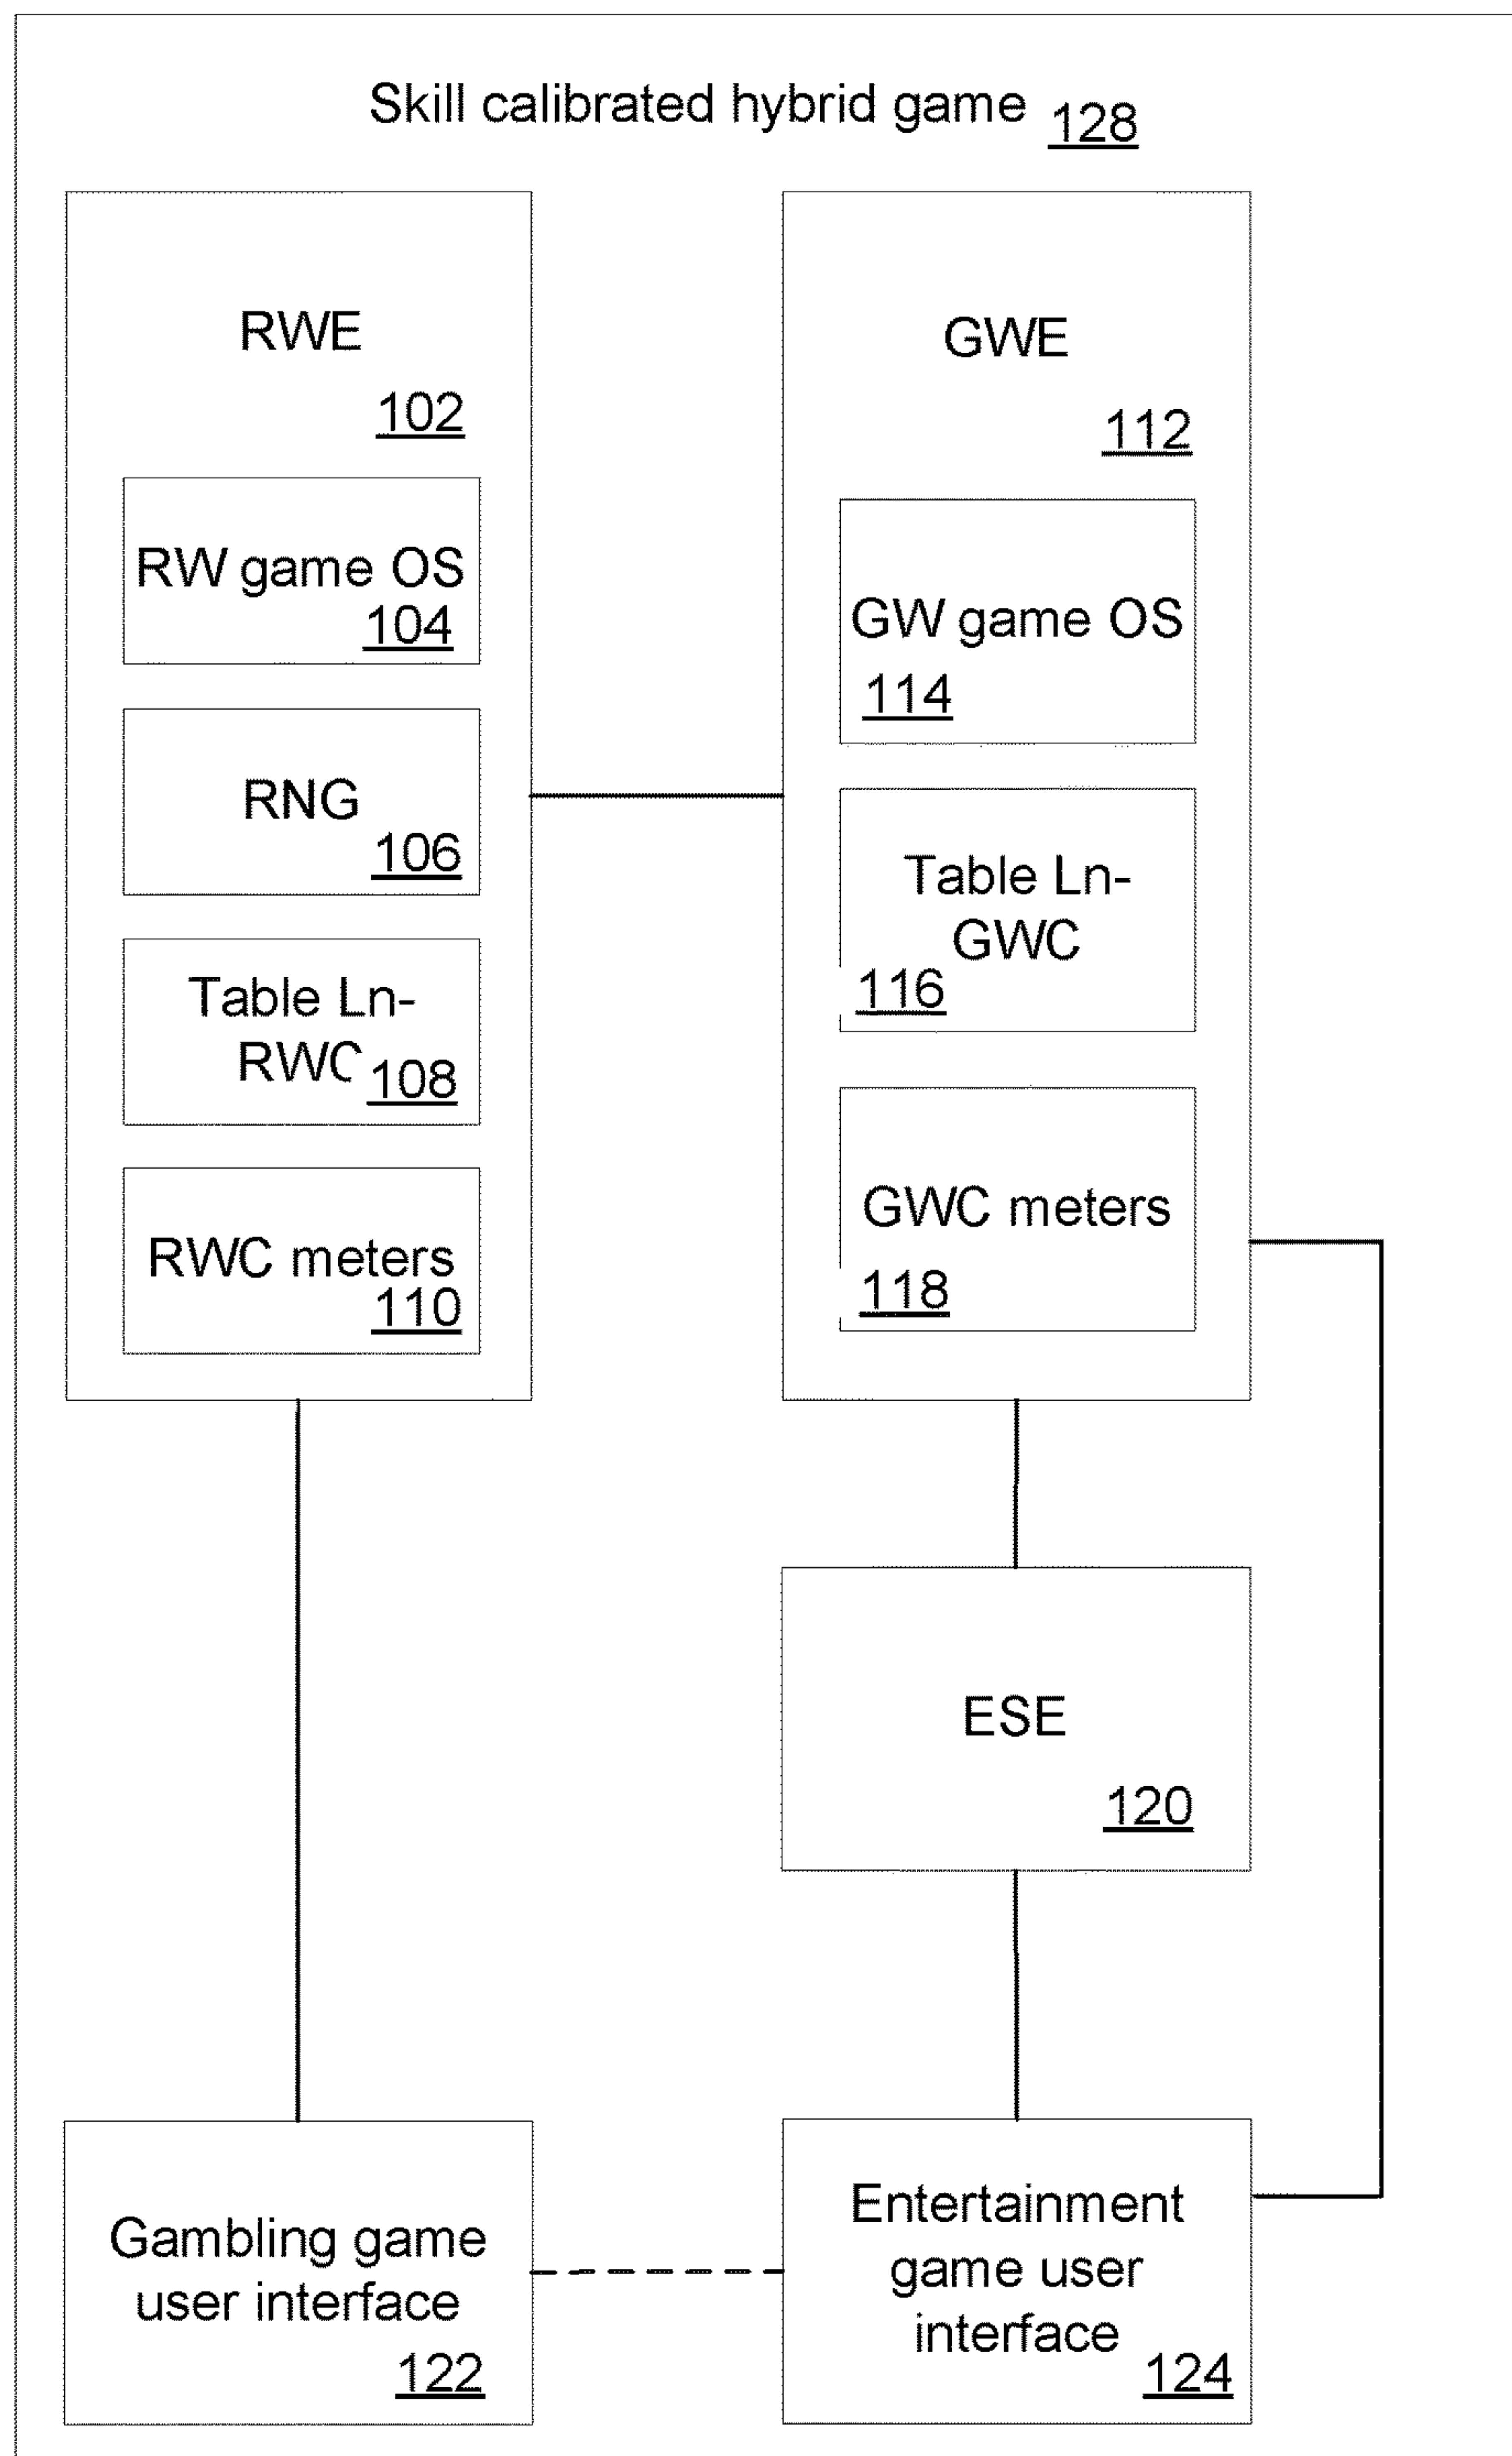 Skill calibrated hybrid game 128
RWE
102
RW game OS
104
RNG
106
Table Ln-
RWC 108
RWC meters
110
GWE
112
GW game OS
114
Table Ln-
GWC
116
GWC meters
118
ESE
120
Gambling game
user interface
122
Entertainment
game user
interface
124